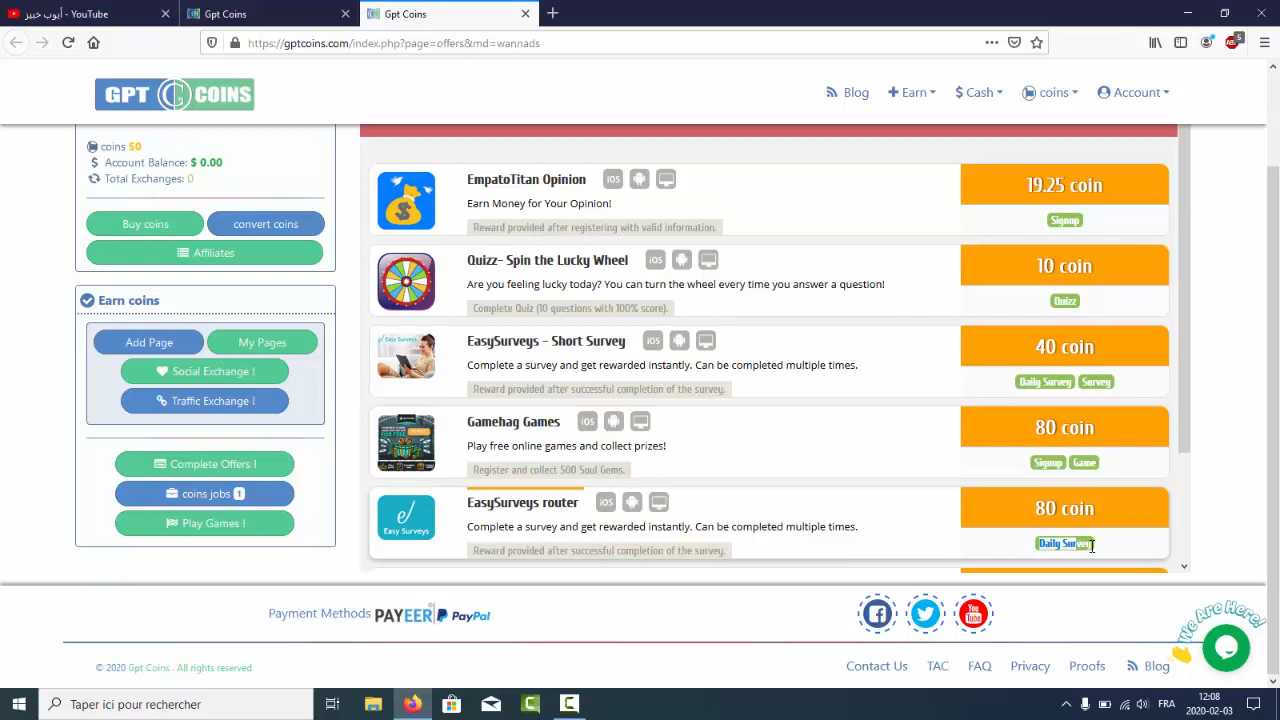 أيوب خبيز - YouTube
Gpt Coins
Gpt Coins
https://gptcoins.com/index.php?page=offers&md=wannads
5
GPT C COINS
Blog
Earn
$ Cash
coins
Account
coins 50
$ Account Balance: $ 0.00
Total Exchanges: 0
Buy coins
convert coins
Affiliates
Earn coins
Add Page
My Pages
Social Exchange !
Traffic Exchange !
Complete Offers !
coins jobs 1
Play Games !
EmpatoTitan Opinion
iOS
Earn Money for Your Opinion!
Reward provided after registering with valid information.
19.25 coin
Signup
Quizz- Spin the Lucky Wheel
iOS
Are you feeling lucky today? You can turn the wheel every time you answer a question!
Complete Quiz (10 questions with 100% score).
10 coin
Quizz
Easy Surveys
EasySurveys - Short Survey
iOS
Complete a survey and get rewarded instantly. Can be completed multiple times.
Reward provided after successful completion of the survey.
40 coin
Daily Survey Survey
Gamehag Games
iOS
Play free online games and collect prizes!
Register and collect 500 Soul Gems.
80 coin
Signup Game
e/
Easy Surveys
EasySurveys router
iOS
Complete a survey and get rewarded instantly. Can be completed multiple times.
Reward provided after successful completion of the survey.
80 coin
Daily Survey
Payment Methods PAYEER PayPal
You Tube
We Are Here!
© 2020 Gpt Coins . All rights reserved
Contact Us
TAC
FAQ
Privacy
Proofs
Blog
Taper ici pour rechercher
FRA
12:08
2020-02-03